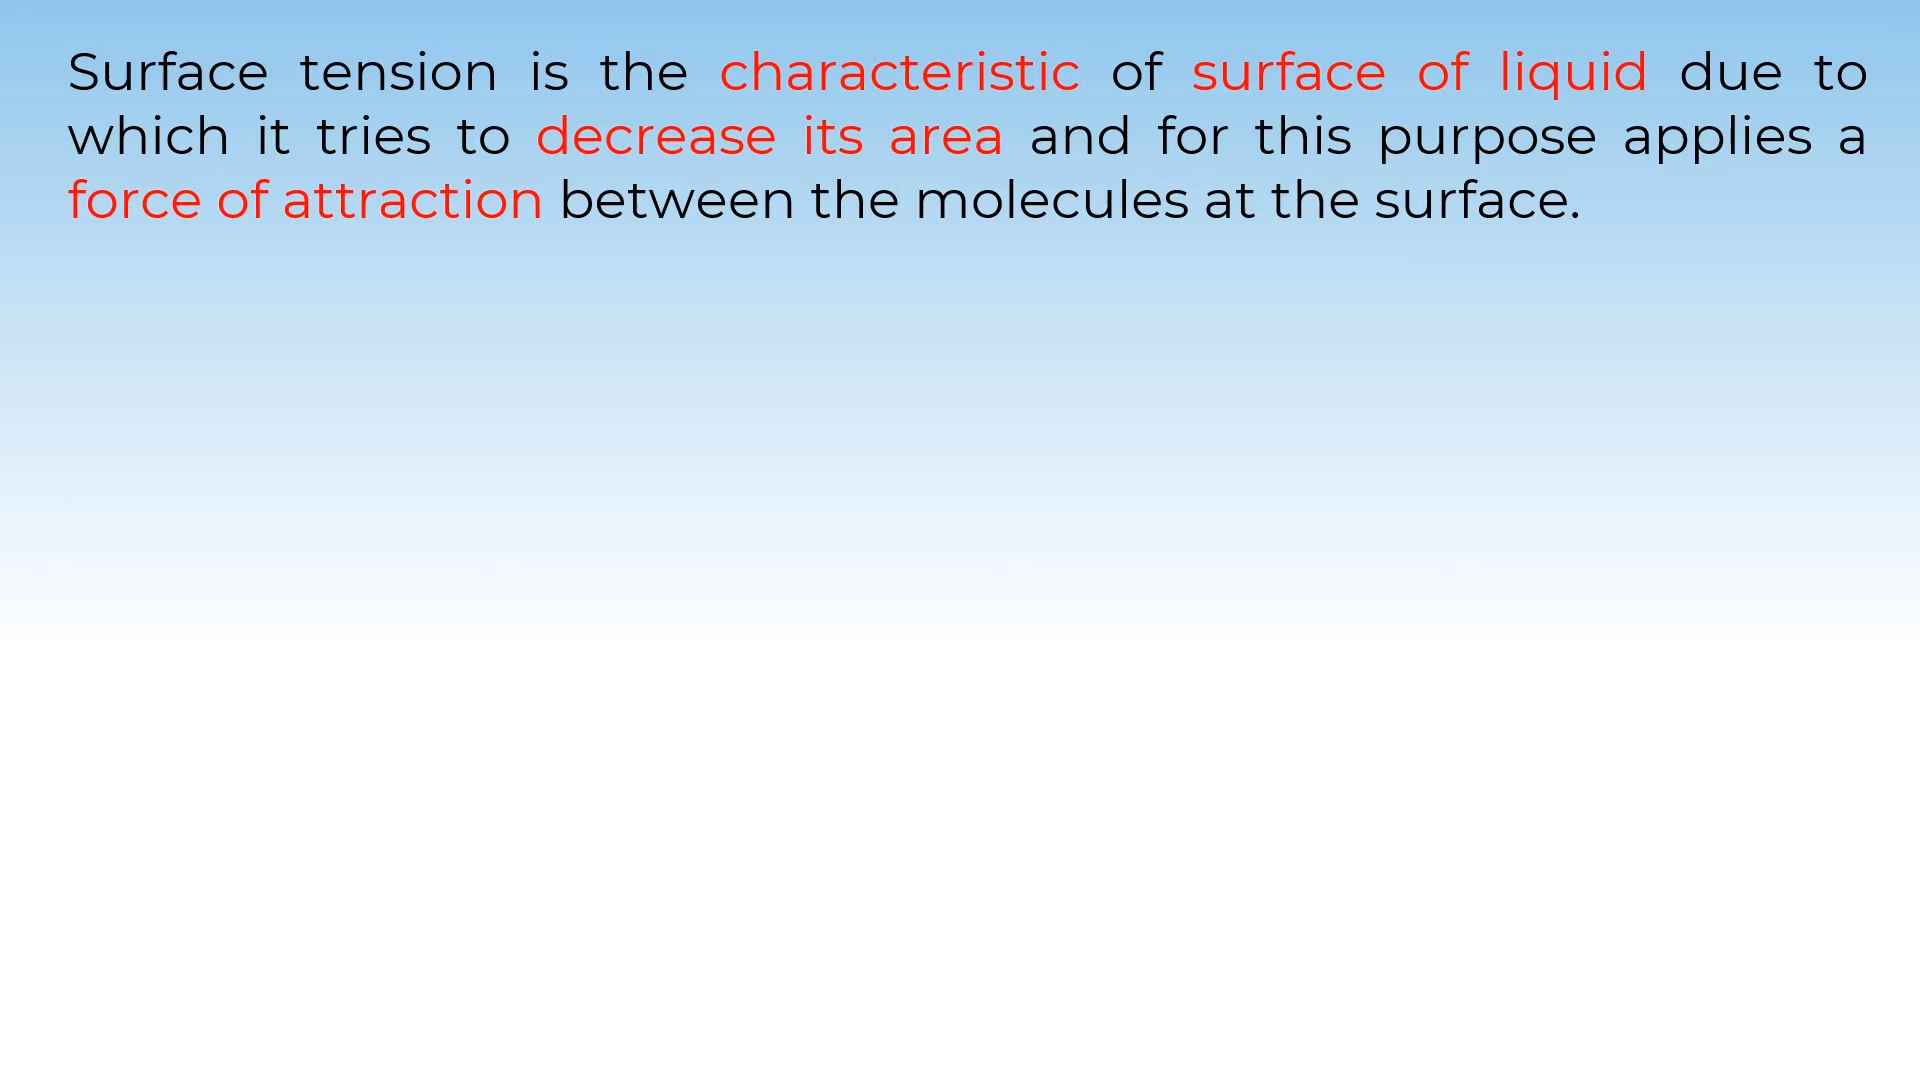 Surface tension is the characteristic of surface of liquid due to
which it tries to decrease its area and for this purpose applies a
force of attraction between the molecules at the surface.